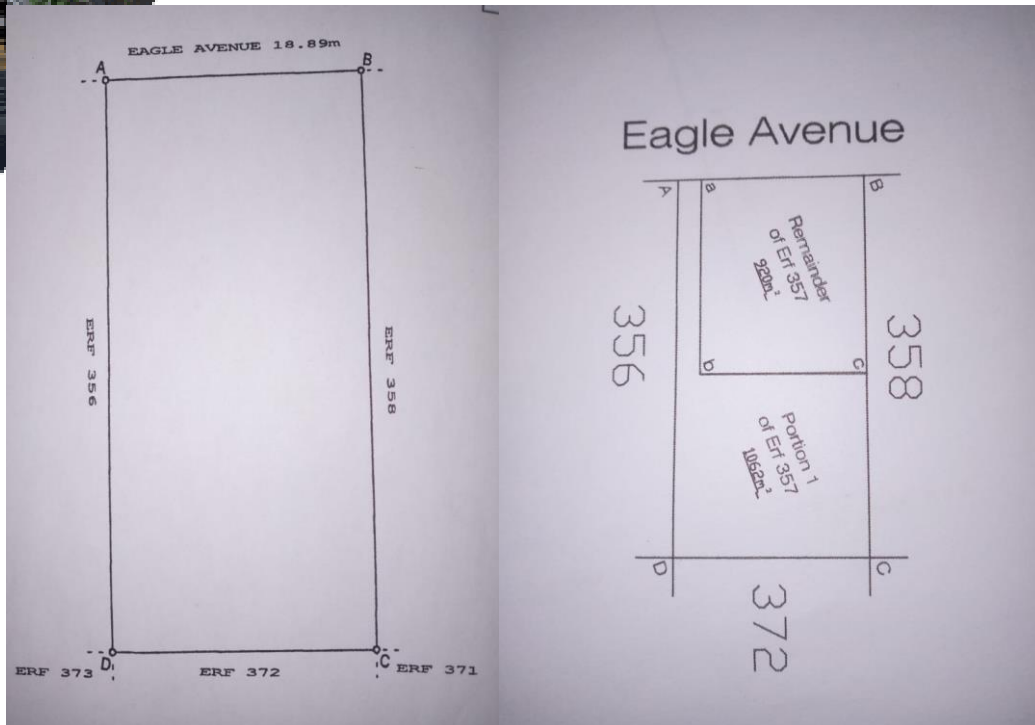 EAGLE AVENUE 18.89m
A
B
ERF 356
ERF 358
D
C
ERF 373
ERF 372
ERF 371
Eagle Avenue
A
a
B
Remainder
of Erf 357
920m²
356
358
b
c
Portion 1
of Erf 357
1062m²
D
C
372